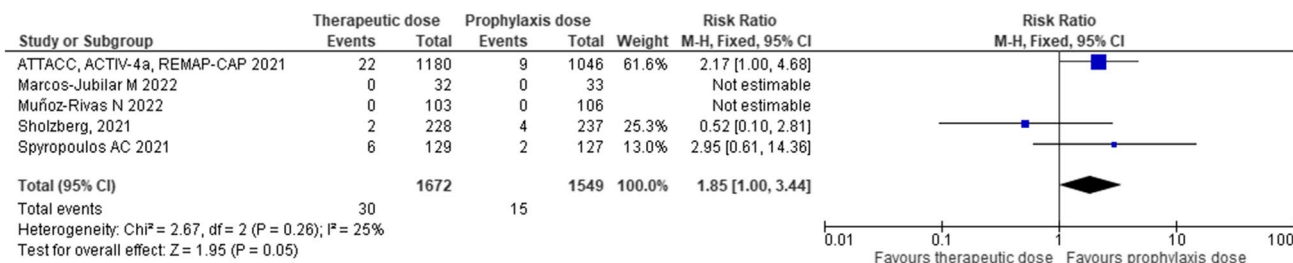 Therapeutic dose Prophylaxis dose Risk Ratio Risk Ratio
Study or Subgroup Events Total Events Total Weight M-H, Fixed, 95% CI M-H, Fixed, 95% CI
ATTACC, ACTIV-4a, REMAP-CAP 2021 22 1180 9 1046 61.6% 2.17 [1.00, 4.68]
Marcos-Jubilar M 2022 0 32 0 33 Not estimable
Muñoz-Rivas N 2022 0 103 0 106 Not estimable
Sholzberg, 2021 2 228 4 237 25.3% 0.52 [0.10, 2.81]
Spyropoulos AC 2021 6 129 2 127 13.0% 2.95 [0.61, 14.36]
Total (95% CI) 1672 1549 100.0% 1.85 [1.00, 3.44]
Total events 30 15
Heterogeneity: Chi² = 2.67, df = 2 (P = 0.26); I² = 25%
Test for overall effect: Z = 1.95 (P = 0.05)
0.01 0.1 1 10 100
Favours therapeutic dose Favours prophylaxis dose